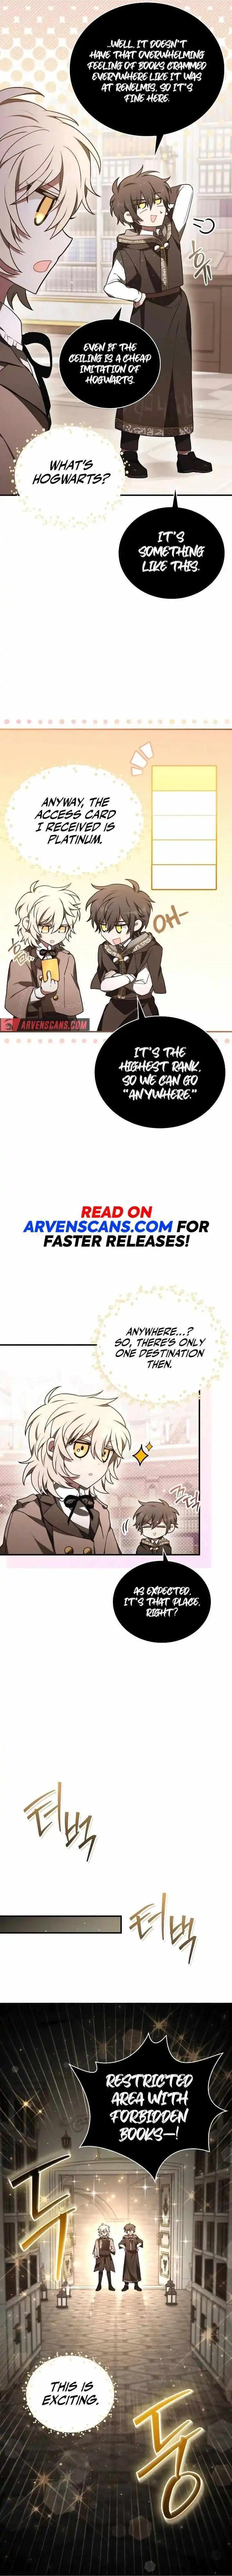 ...WELL, IT DOESN'T
HAVE THAT OVERWHELMING
FEELING OF BOOKS CRAMMED
EVERYWHERE LIKE IT WAS
AT RENELMIS, SO IT'S
FINE HERE.
EVEN IF THE
CEILING IS A CHEAP
IMITATION OF
HOGWARTS.
WHAT'S
HOGWARTS?
IT'S
SOMETHING
LIKE THIS.
ANYWAY, THE
ACCESS CARD
I RECEIVED IS
PLATINUM.
OH-
ARVENSCANS.COM
IT'S THE
HIGHEST RANK,
SO WE CAN GO
"ANYWHERE."
READ ON
ARVENSCANS.COM FOR
FASTER RELEASES!
ANYWHERE...?
SO, THERE'S ONLY
ONE DESTINATION
THEN.
AS EXPECTED,
IT'S THAT PLACE,
RIGHT?
터벅
터벅
RESTRICTED
AREA WITH
FORBIDDEN
BOOKS—!
두
THIS IS
EXCITING.
둥